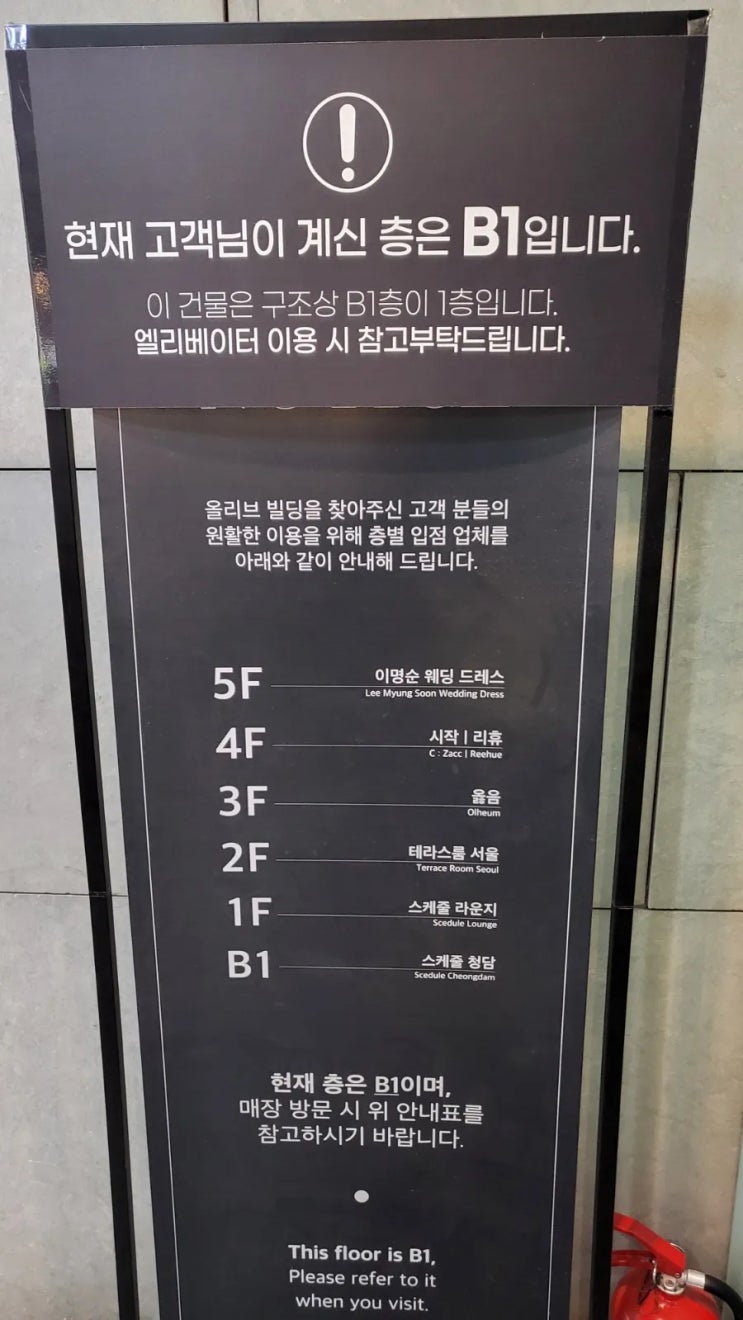 현재 고객님이 계신 층은 B1입니다.
이 건물은 구조상 B1층이 1층입니다.
엘리베이터 이용 시 참고부탁드립니다.
올리브 빌딩을 찾아주신 고객 분들의
원활한 이용을 위해 층별 입점 업체를
아래와 같이 안내해 드립니다.
5F 이명순 웨딩 드레스
Lee Myung Soon Wedding Dress
4F 시작 | 리휴
C : Zacc | Reehue
3F 옳음
Olheum
2F 테라스룸 서울
Terrace Room Seoul
1F 스케줄 라운지
Scedule Lounge
B1 스케줄 청담
Scedule Cheongdam
현재 층은 B1이며,
매장 방문 시 위 안내표를
참고하시기 바랍니다.
This floor is B1,
Please refer to it
when you visit.